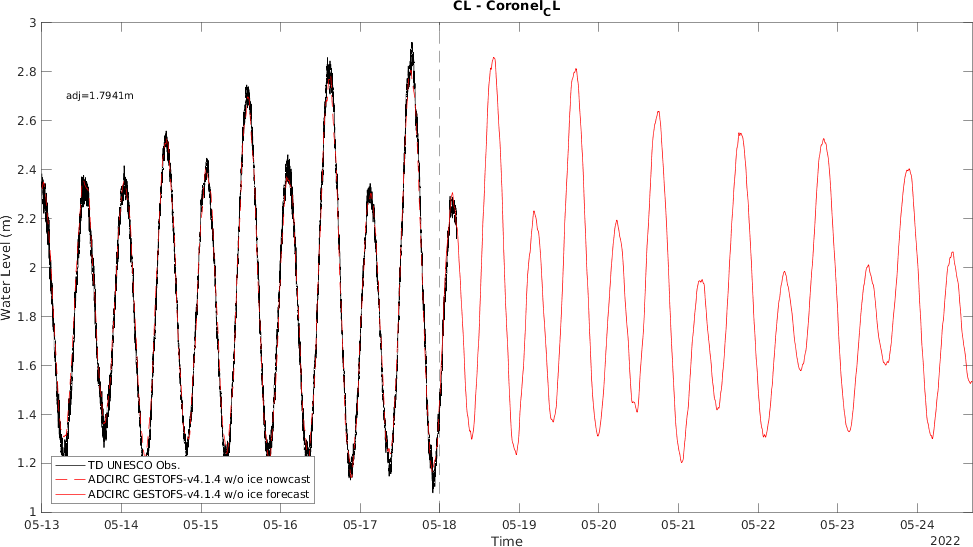 CL - Coronel_CL
adj=1.7941m
Water Level (m)
3
2.8
2.6
2.4
2.2
2
1.8
1.6
1.4
1.2
1
TD UNESCO Obs.
ADCIRC GESTOFS-v4.1.4 w/o ice nowcast
ADCIRC GESTOFS-v4.1.4 w/o ice forecast
05-13 05-14 05-15 05-16 05-17 05-18 05-19 05-20 05-21 05-22 05-23 05-24
Time
2022